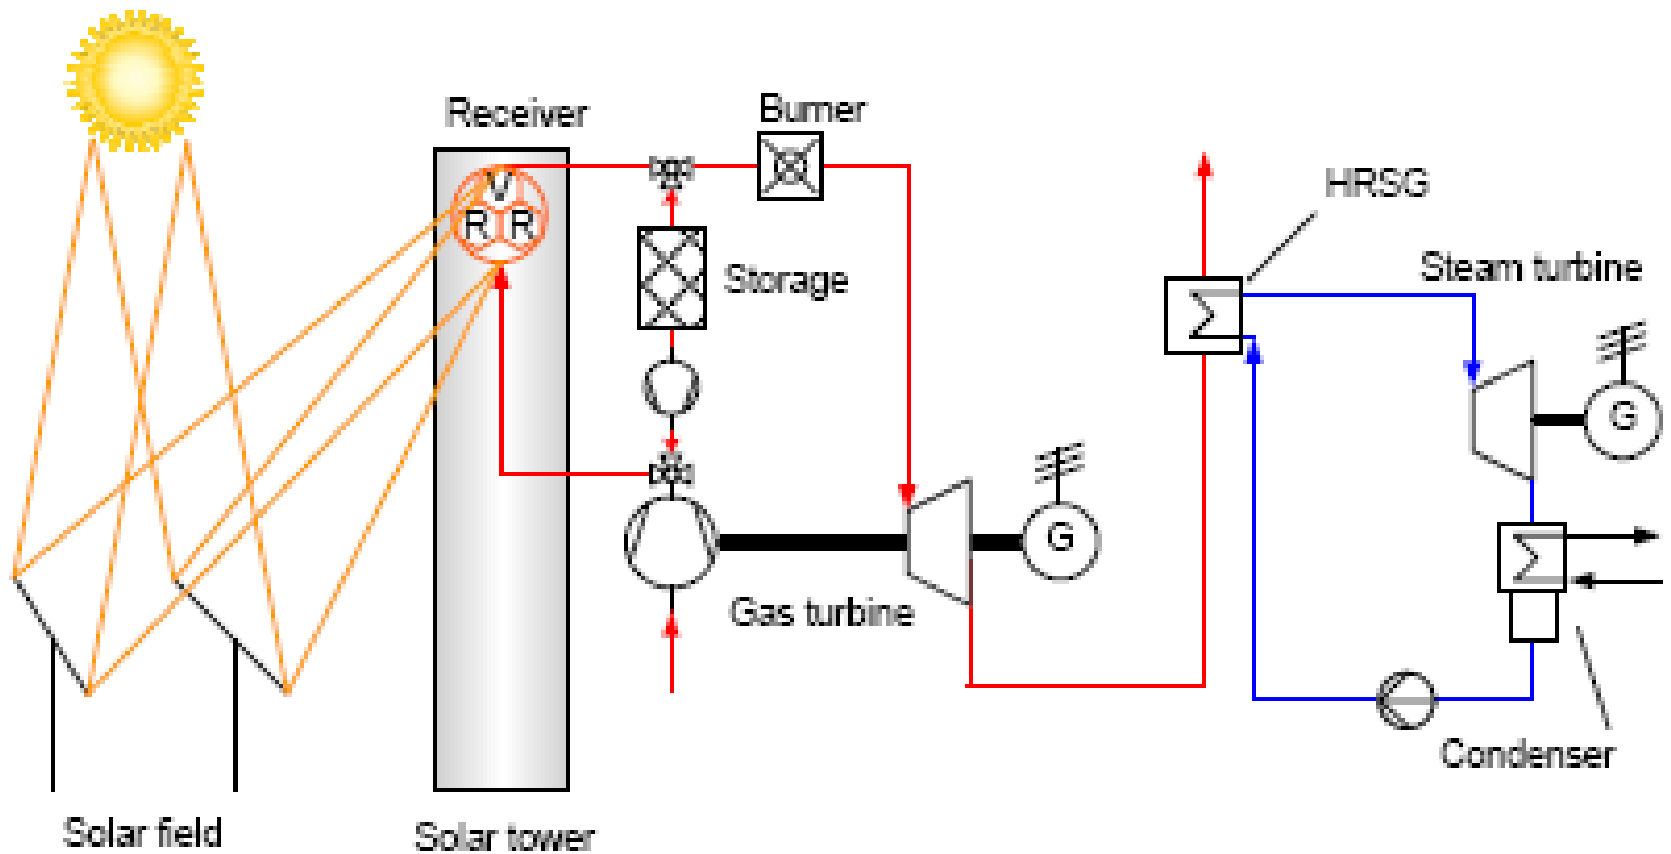 Receiver
Burner
HRSG
V
R R
Storage
Steam turbine
G
G
Gas turbine
Condenser
Solar field
Solar tower